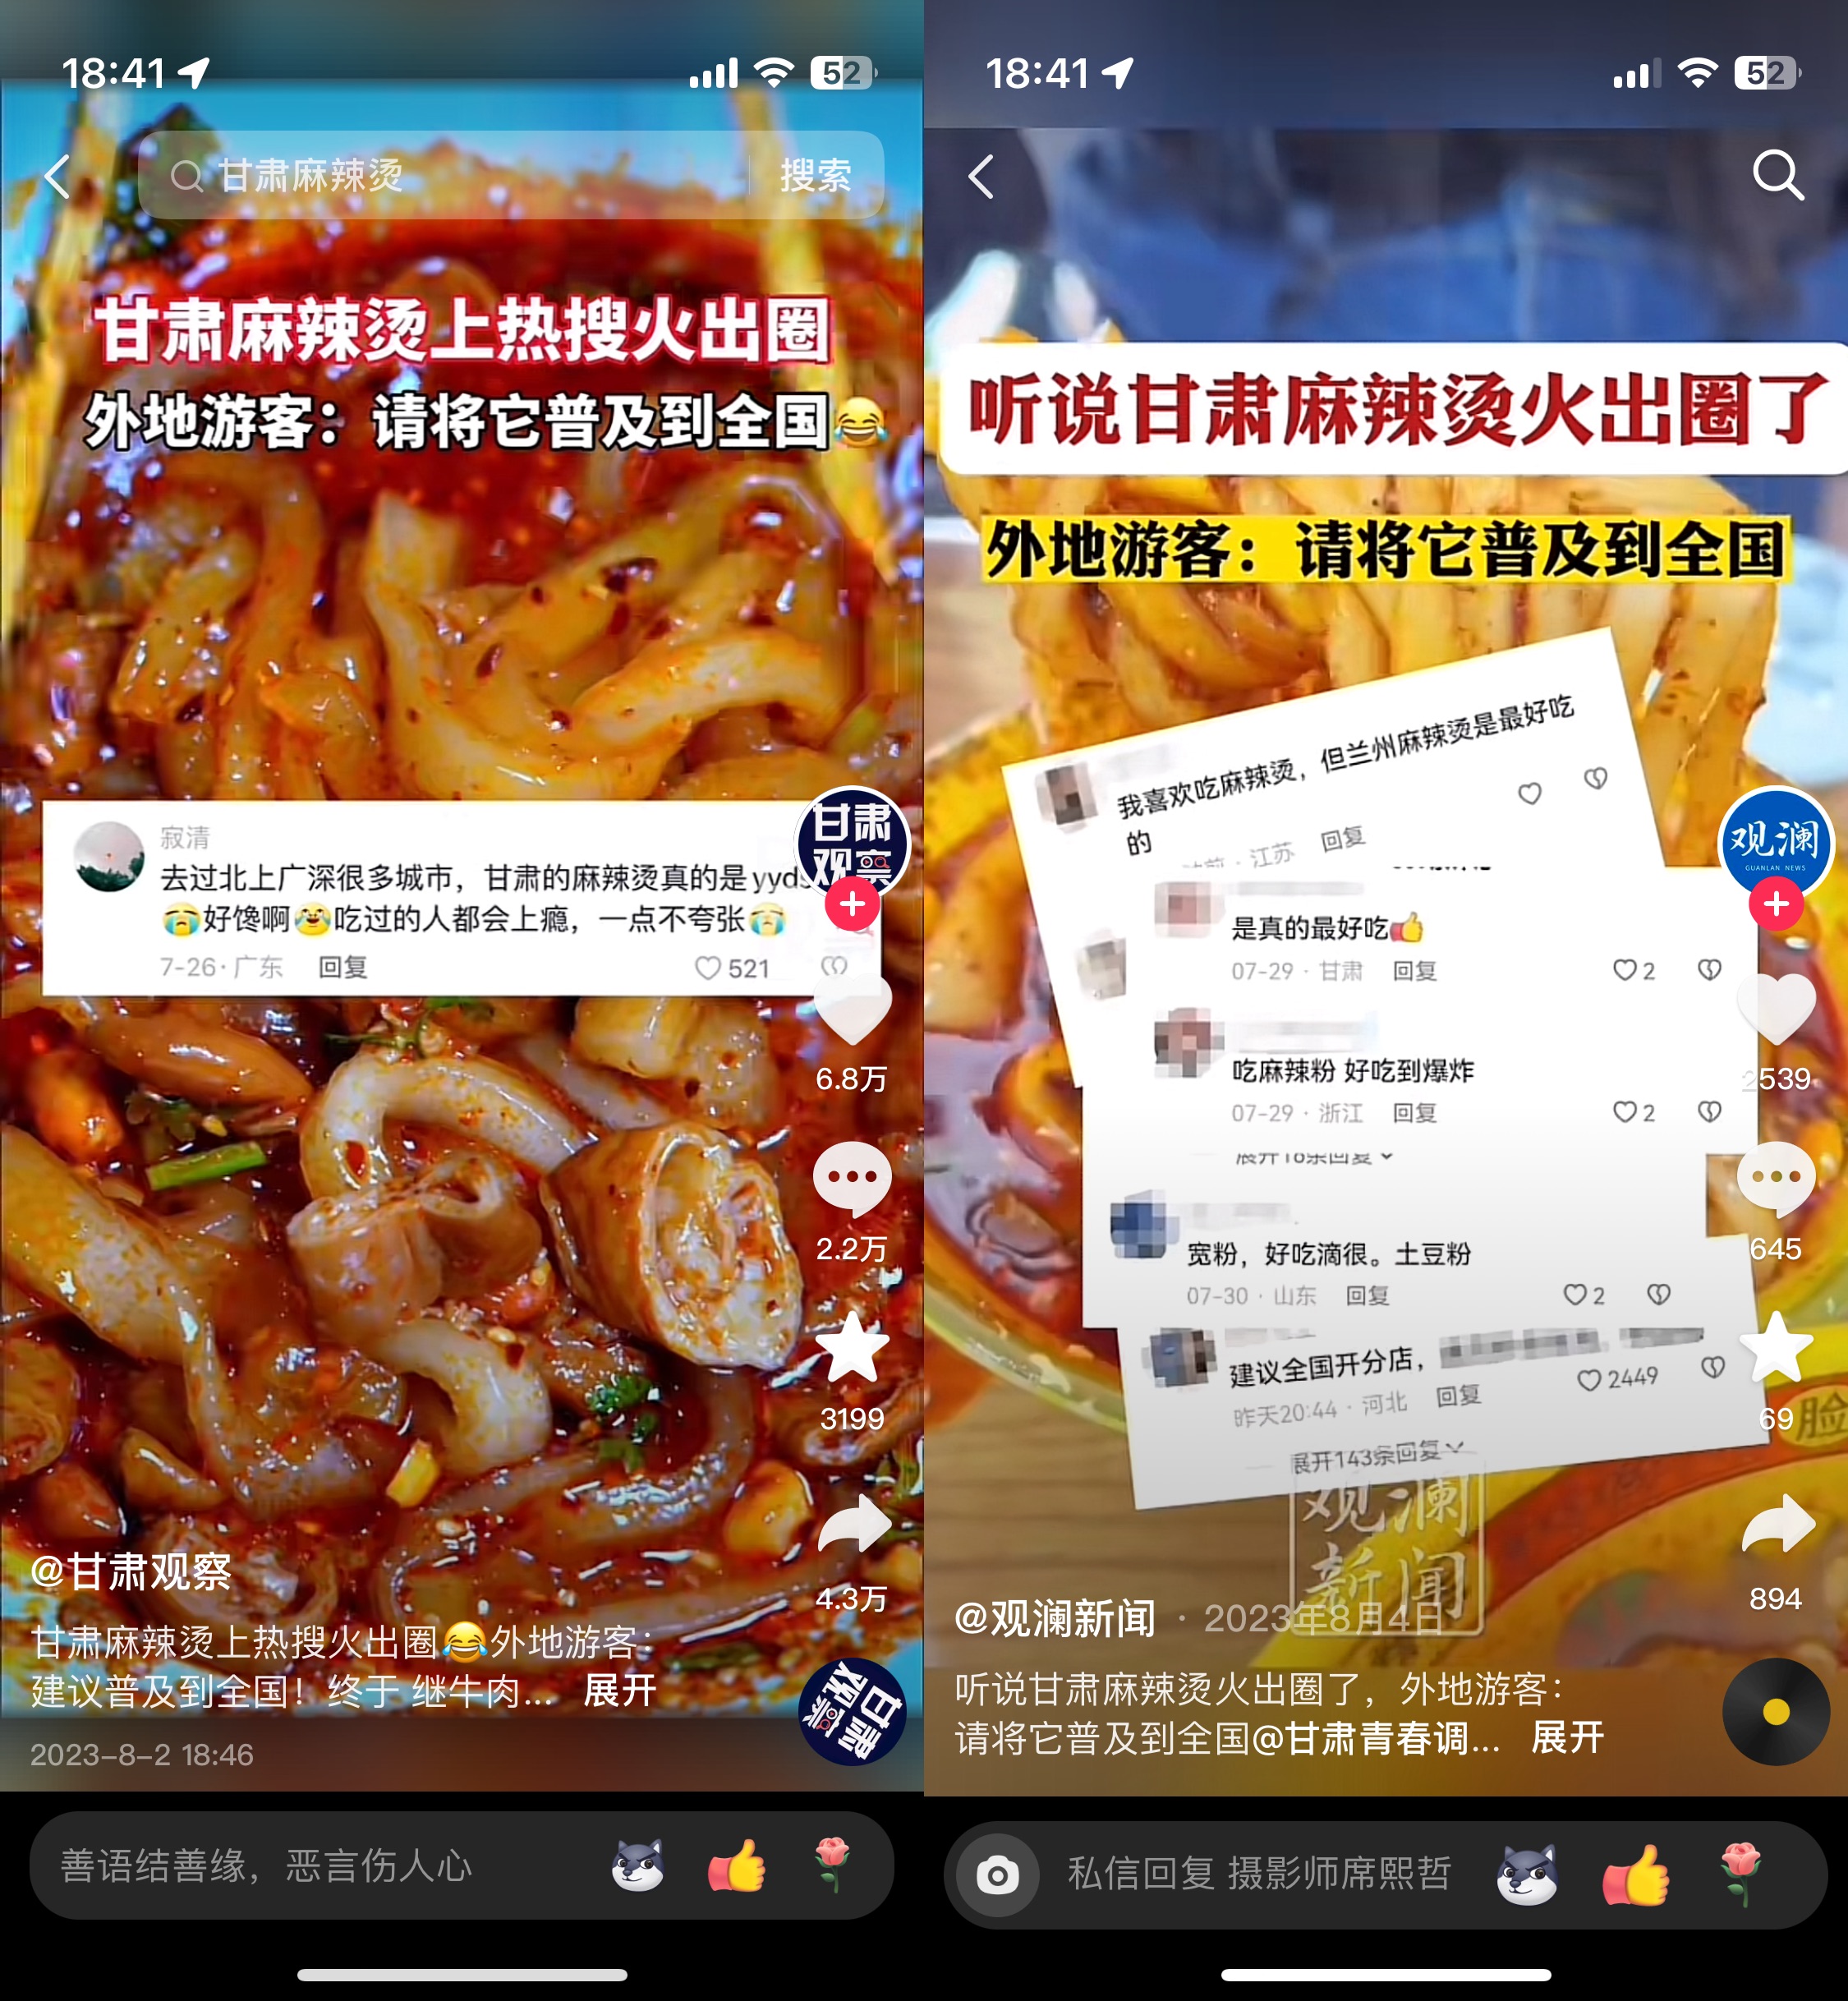 18:41
52
甘肃麻辣烫
搜索
甘肃麻辣烫上热搜火出圈
外地游客：请将它普及到全国😂
寂清
去过北上广深很多城市，甘肃的麻辣烫真的是yyds
😭好馋啊🤣吃过的人都会上瘾，一点不夸张😭
7-26·广东 回复
521
甘肃
观察
6.8万
2.2万
3199
4.3万
@甘肃观察
甘肃麻辣烫上热搜火出圈😂外地游客：
建议普及到全国！终于 继牛肉... 展开
2023-8-2 18:46
甘肃
观察
善语结善缘，恶言伤人心
18:41
52
听说甘肃麻辣烫火出圈了
外地游客：请将它普及到全国
我喜欢吃麻辣烫，但兰州麻辣烫是最好吃
的
江苏 回复
是真的最好吃👍
07-29 · 甘肃 回复
2
吃麻辣粉 好吃到爆炸
07-29 · 浙江 回复
2
展开16条回复
宽粉，好吃滴很。土豆粉
07-30 · 山东 回复
2
建议全国开分店，
昨天20:44 · 河北 回复
2449
展开143条回复
观澜
GUANLAN NEWS
2539
645
69
894
脸
观澜
新闻
@观澜新闻 · 2023年8月4日
听说甘肃麻辣烫火出圈了，外地游客：
请将它普及到全国@甘肃青春调... 展开
私信回复 摄影师席熙哲